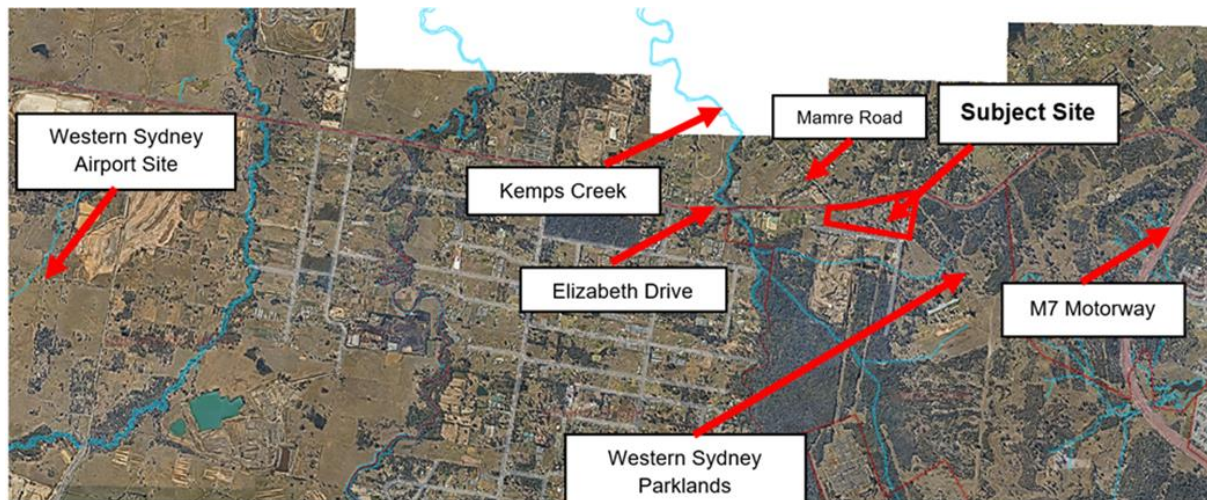 Western Sydney
Airport Site
Kemps Creek
Mamre Road
Subject Site
Elizabeth Drive
M7 Motorway
Western Sydney
Parklands